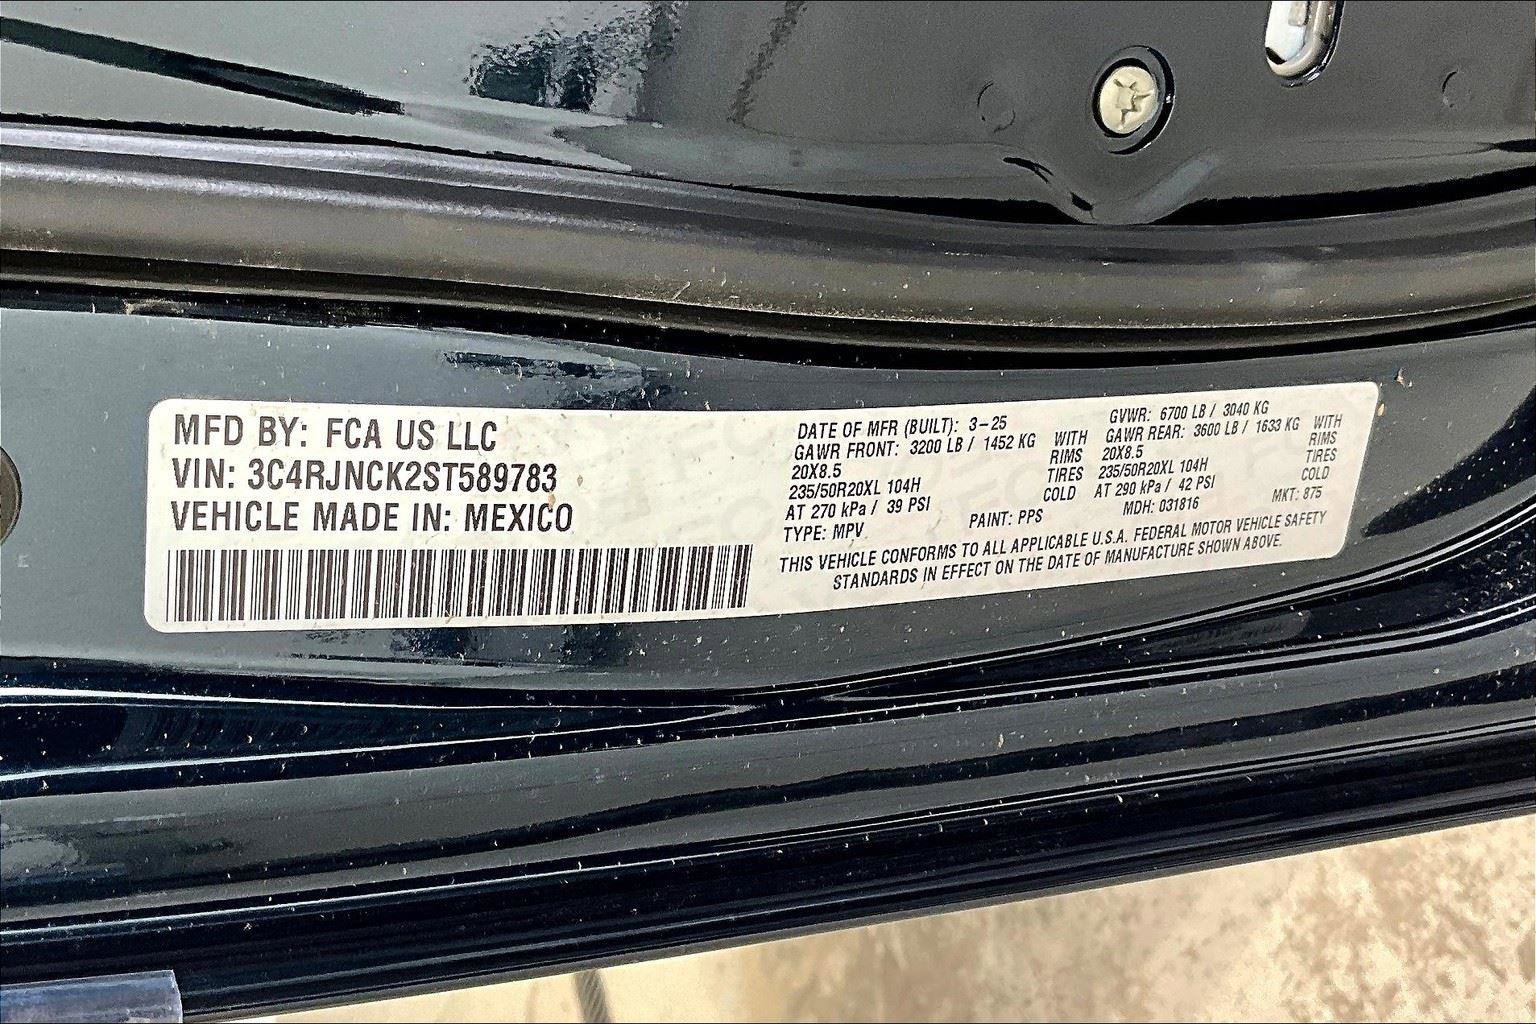 MFD BY: FCA US LLC
VIN: 3C4RJNCK2ST589783
VEHICLE MADE IN: MEXICO
DATE OF MFR (BUILT): 3-25
GAWR FRONT: 3200 LB / 1452 KG WITH
20X8.5 RIMS
235/50R20XL 104H TIRES
AT 270 kPa / 39 PSI COLD
TYPE: MPV
GVWR: 6700 LB / 3040 KG
GAWR REAR: 3600 LB / 1633 KG WITH
20X8.5 RIMS
235/50R20XL 104H TIRES
AT 290 kPa / 42 PSI COLD
PAINT: PPS MDH: 031816 MKT: 875
THIS VEHICLE CONFORMS TO ALL APPLICABLE U.S.A. FEDERAL MOTOR VEHICLE SAFETY
STANDARDS IN EFFECT ON THE DATE OF MANUFACTURE SHOWN ABOVE.